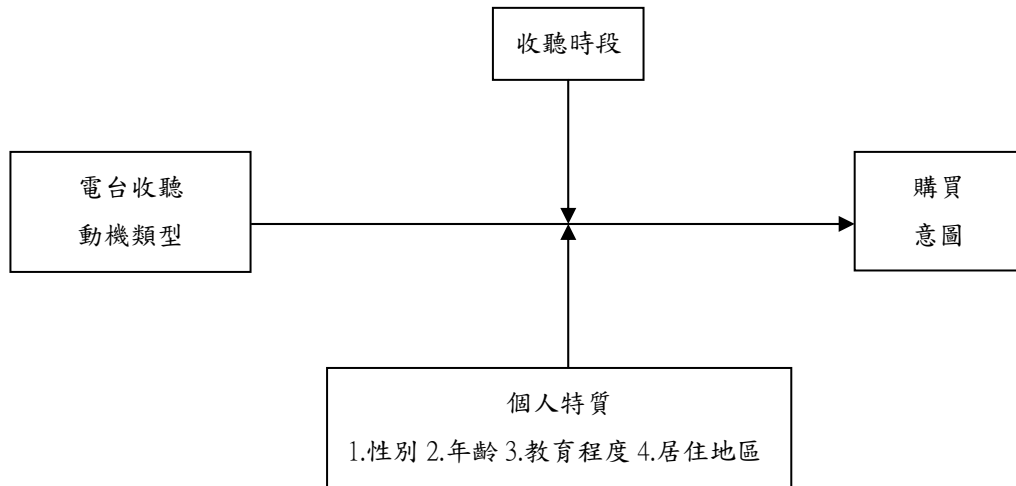 收聽時段
電台收聽
動機類型
購買
意圖
個人特質
1.性別 2.年齡 3.教育程度 4.居住地區